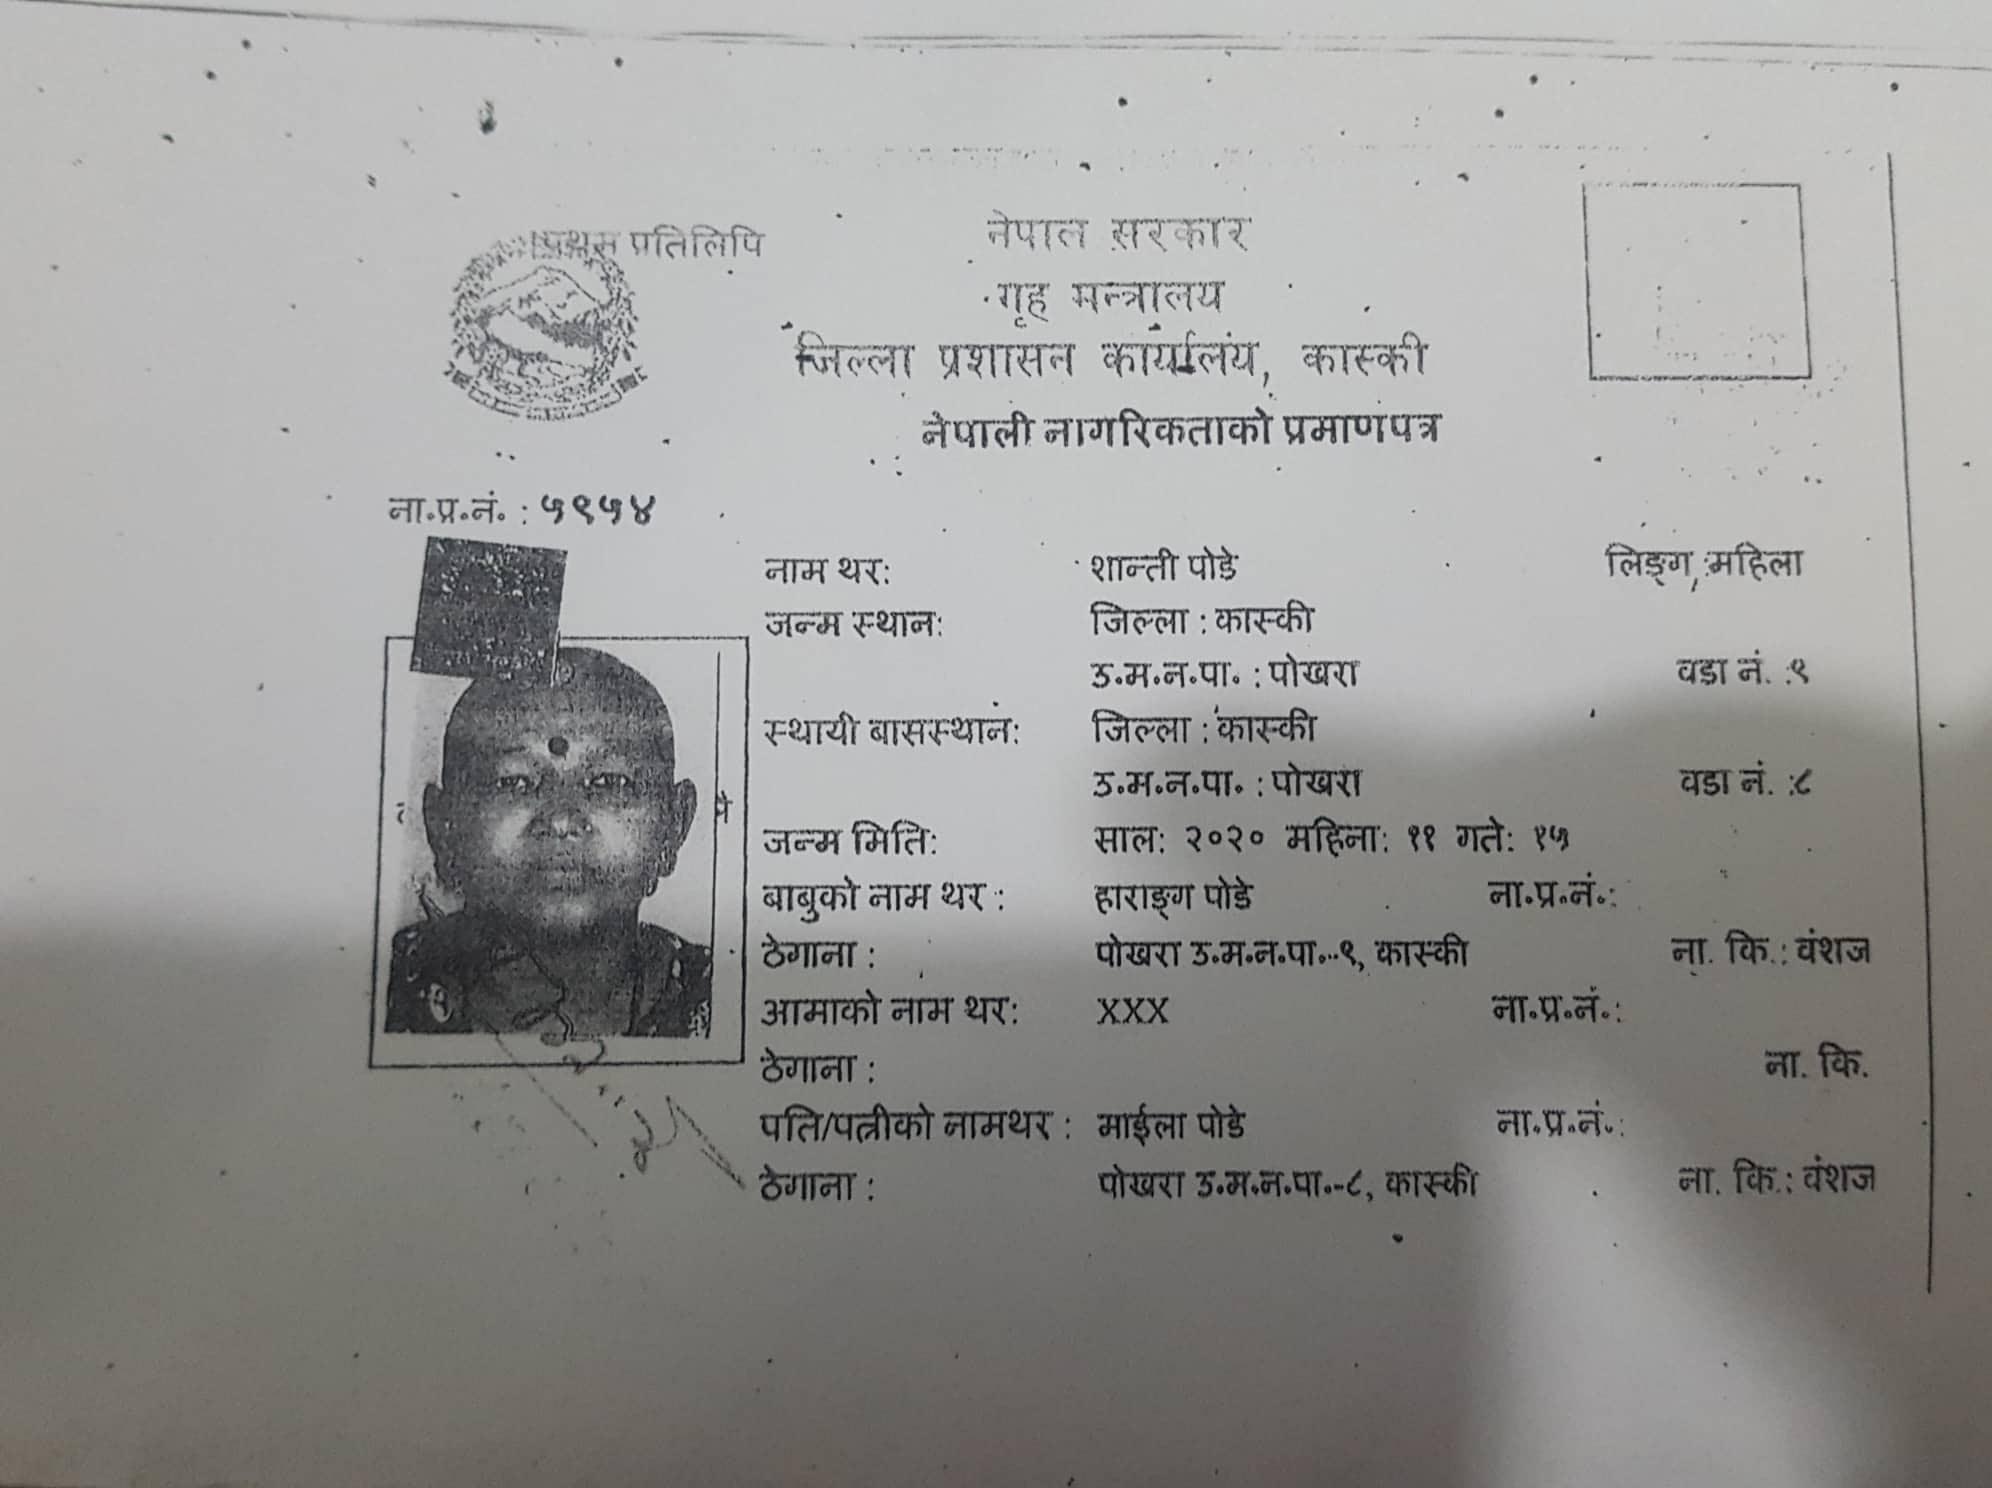 प्रथम प्रतिलिपि
नेपाल सरकार
गृह मन्त्रालय
जिल्ला प्रशासन कार्यालय, कास्की
नेपाली नागरिकताको प्रमाणपत्र
ना.प्र.नं. : ५९५४
नाम थर: शान्ती पोडे लिङ्ग : महिला
जन्म स्थान: जिल्ला : कास्की
उ.म.न.पा. : पोखरा वडा नं. :९
स्थायी बासस्थान: जिल्ला : कास्की
उ.म.न.पा. : पोखरा वडा नं. :८
जन्म मिति: साल: २०२० महिना: ११ गते: १५
बाबुको नाम थर : हाराङ्ग पोडे ना.प्र.नं.:
ठेगाना : पोखरा उ.म.न.पा.-९, कास्की ना. कि.: वंशज
आमाको नाम थर: XXX ना.प्र.नं.:
ठेगाना : ना. कि.
पति/पत्नीको नामथर : माईला पोडे ना.प्र.नं.:
ठेगाना : पोखरा उ.म.न.पा.-८, कास्की ना. कि.: वंशज